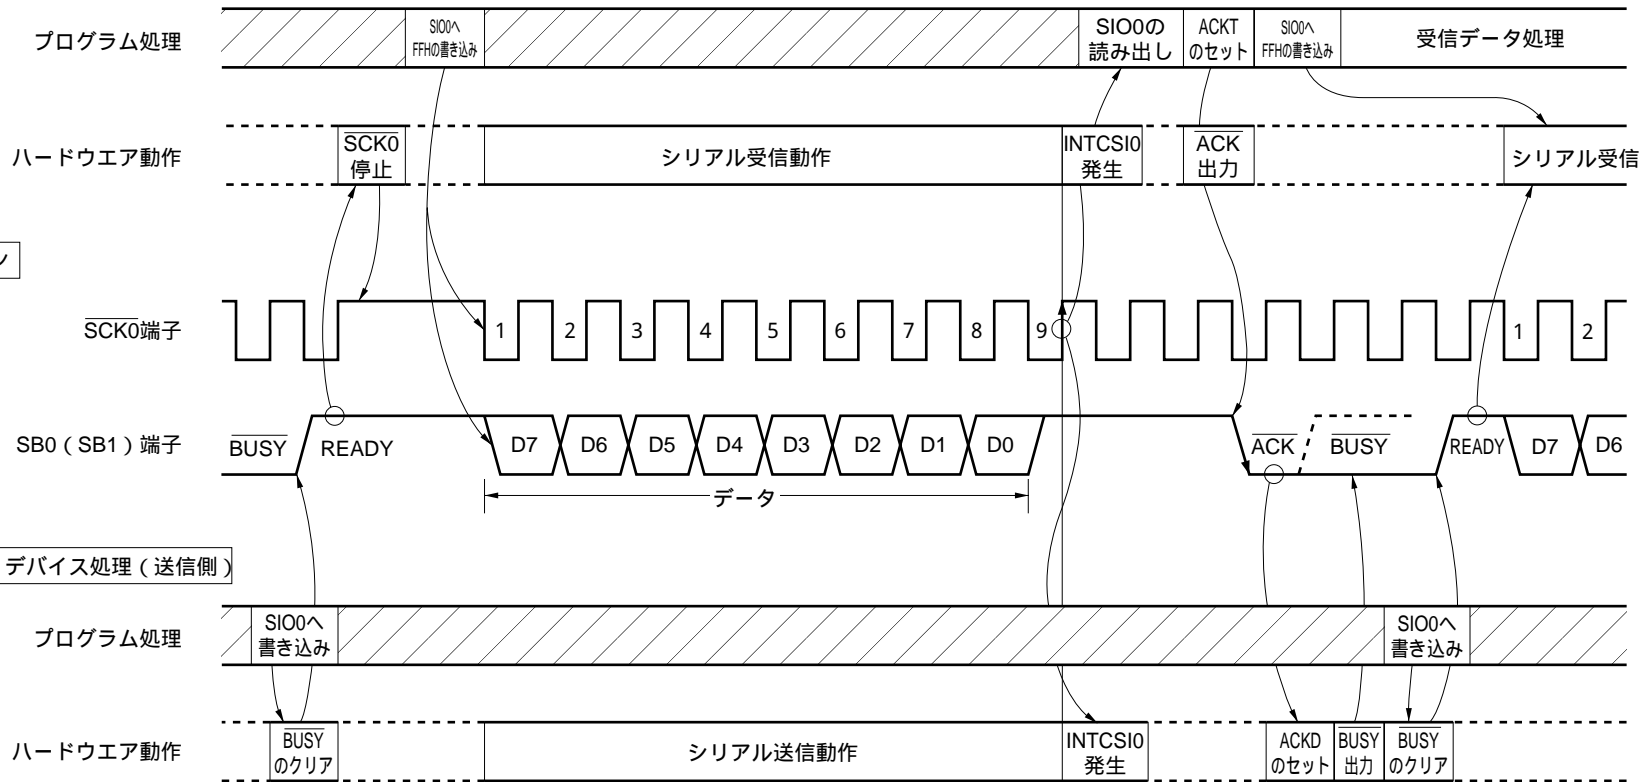 プログラム処理
SIO0へ
FFHの書き込み
SIO0の
読み出し
ACKT
のセット
SIO0へ
FFHの書き込み
受信データ処理
ハードウエア動作
SCK0
停止
シリアル受信動作
INTCSI0
発生
ACK
出力
シリアル受信
ン
SCK0端子
1 2 3 4 5 6 7 8 9 1 2
SB0（SB1）端子
BUSY READY D7 D6 D5 D4 D3 D2 D1 D0 ACK BUSY READY D7 D6
データ
デバイス処理（送信側）
プログラム処理
SIO0へ
書き込み
SIO0へ
書き込み
ハードウエア動作
BUSY
のクリア
シリアル送信動作
INTCSI0
発生
ACKD
のセット
BUSY
出力
BUSY
のクリア